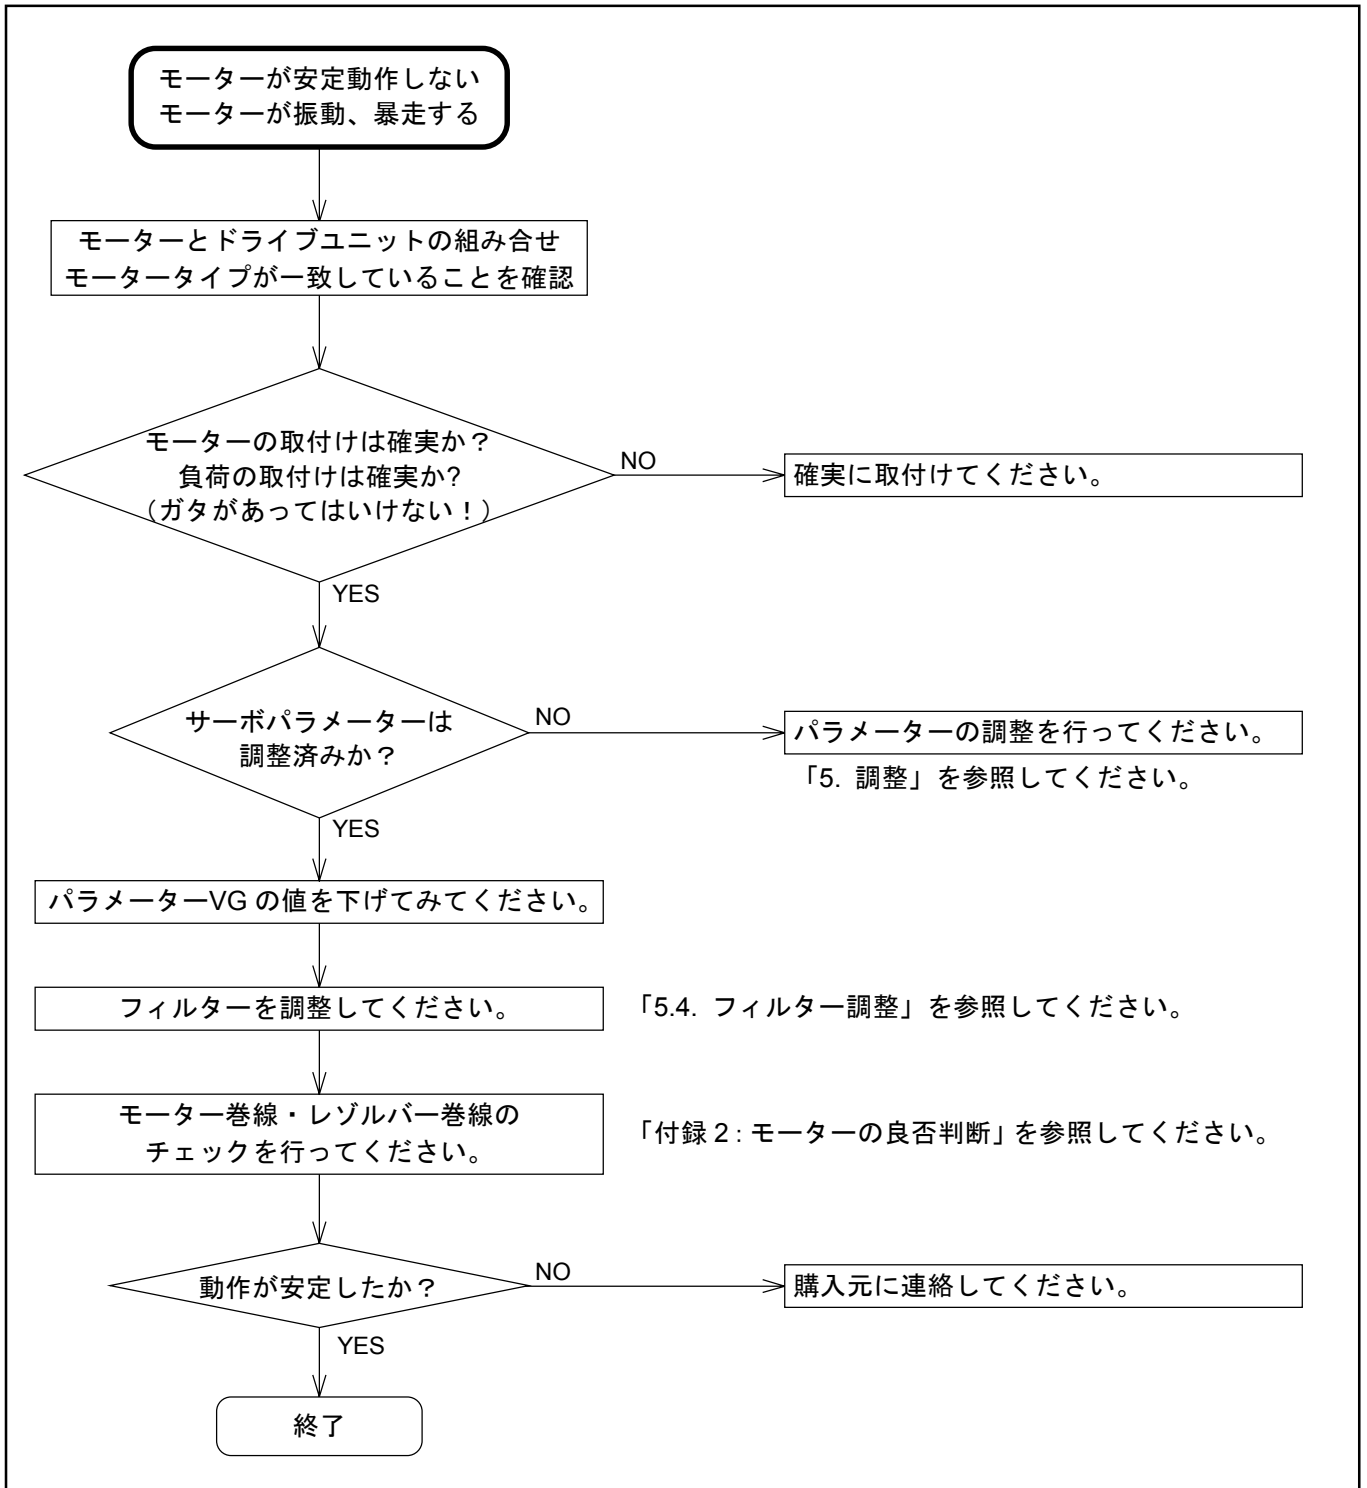 モーターが安定動作しない
モーターが振動、暴走する
モーターとドライブユニットの組み合せ
モータータイプが一致していることを確認
モーターの取付けは確実か？
負荷の取付けは確実か?
（ガタがあってはいけない！）
NO
確実に取付けてください。
YES
サーボパラメーターは
調整済みか？
NO
パラメーターの調整を行ってください。
「5. 調整」を参照してください。
YES
パラメーターVG の値を下げてみてください。
フィルターを調整してください。
「5.4. フィルター調整」を参照してください。
モーター巻線・レゾルバー巻線の
チェックを行ってください。
「付録 2 : モーターの良否判断」を参照してください。
動作が安定したか？
NO
購入元に連絡してください。
YES
終了